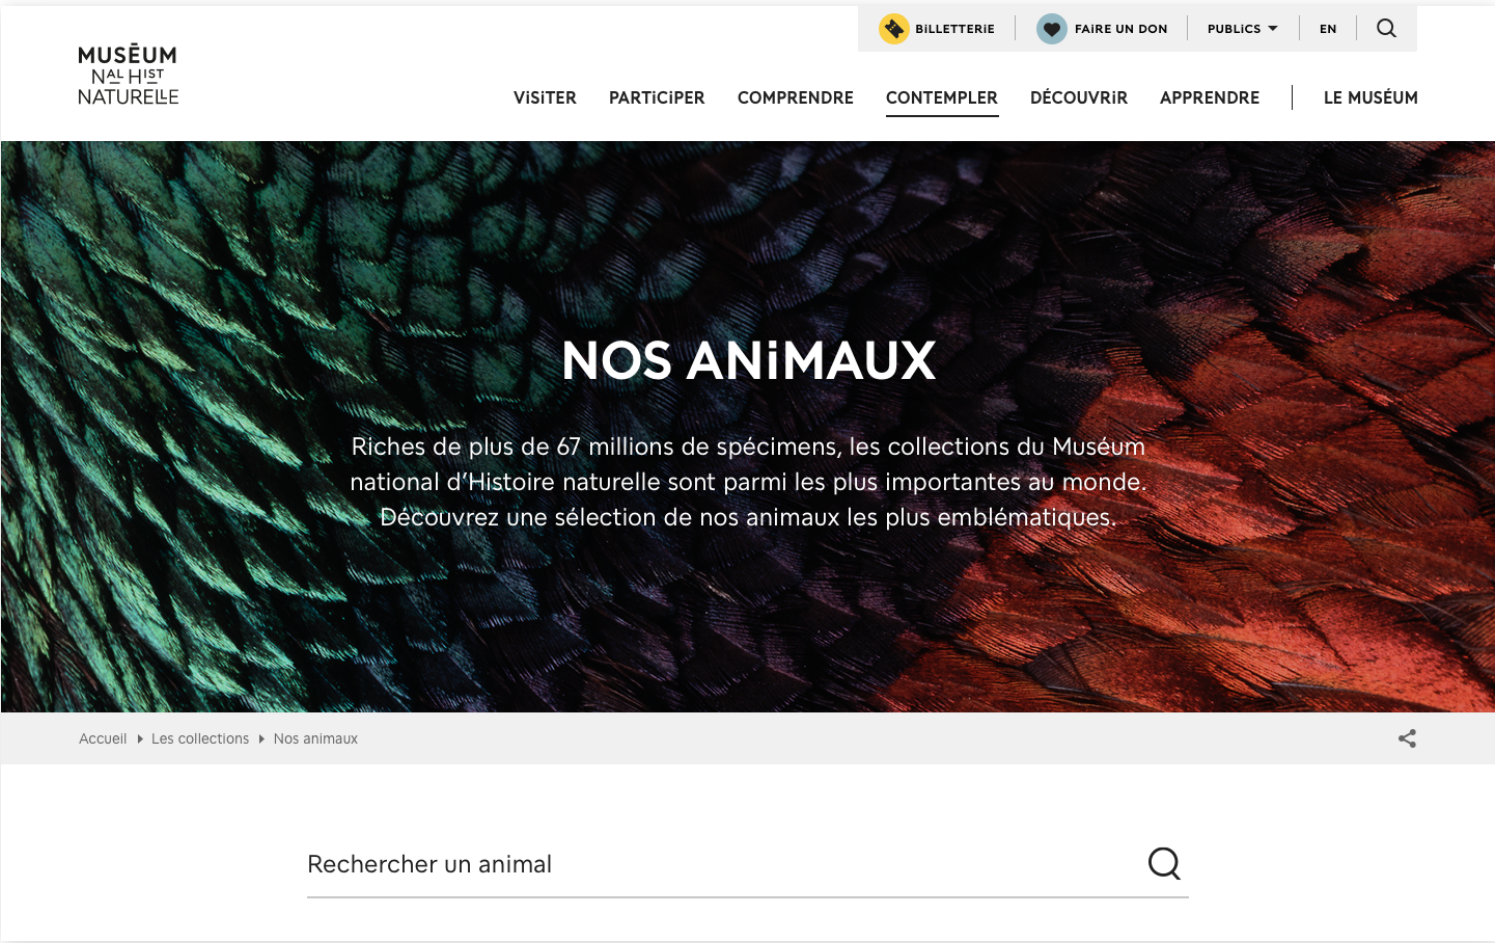 BiLLETTERiE
FAiRE UN DON
PUBLiCS
EN
MUSĒUM
NAL HIST
NATURELLE
ViSiTER
PARTiCiPER
COMPRENDRE
CONTEMPLER
DÉCOUVRiR
APPRENDRE
LE MUSÉUM
NOS ANiMAUX
Riches de plus de 67 millions de spécimens, les collections du Muséum
national d’Histoire naturelle sont parmi les plus importantes au monde.
Découvrez une sélection de nos animaux les plus emblématiques.
Accueil
Les collections
Nos animaux
Rechercher un animal